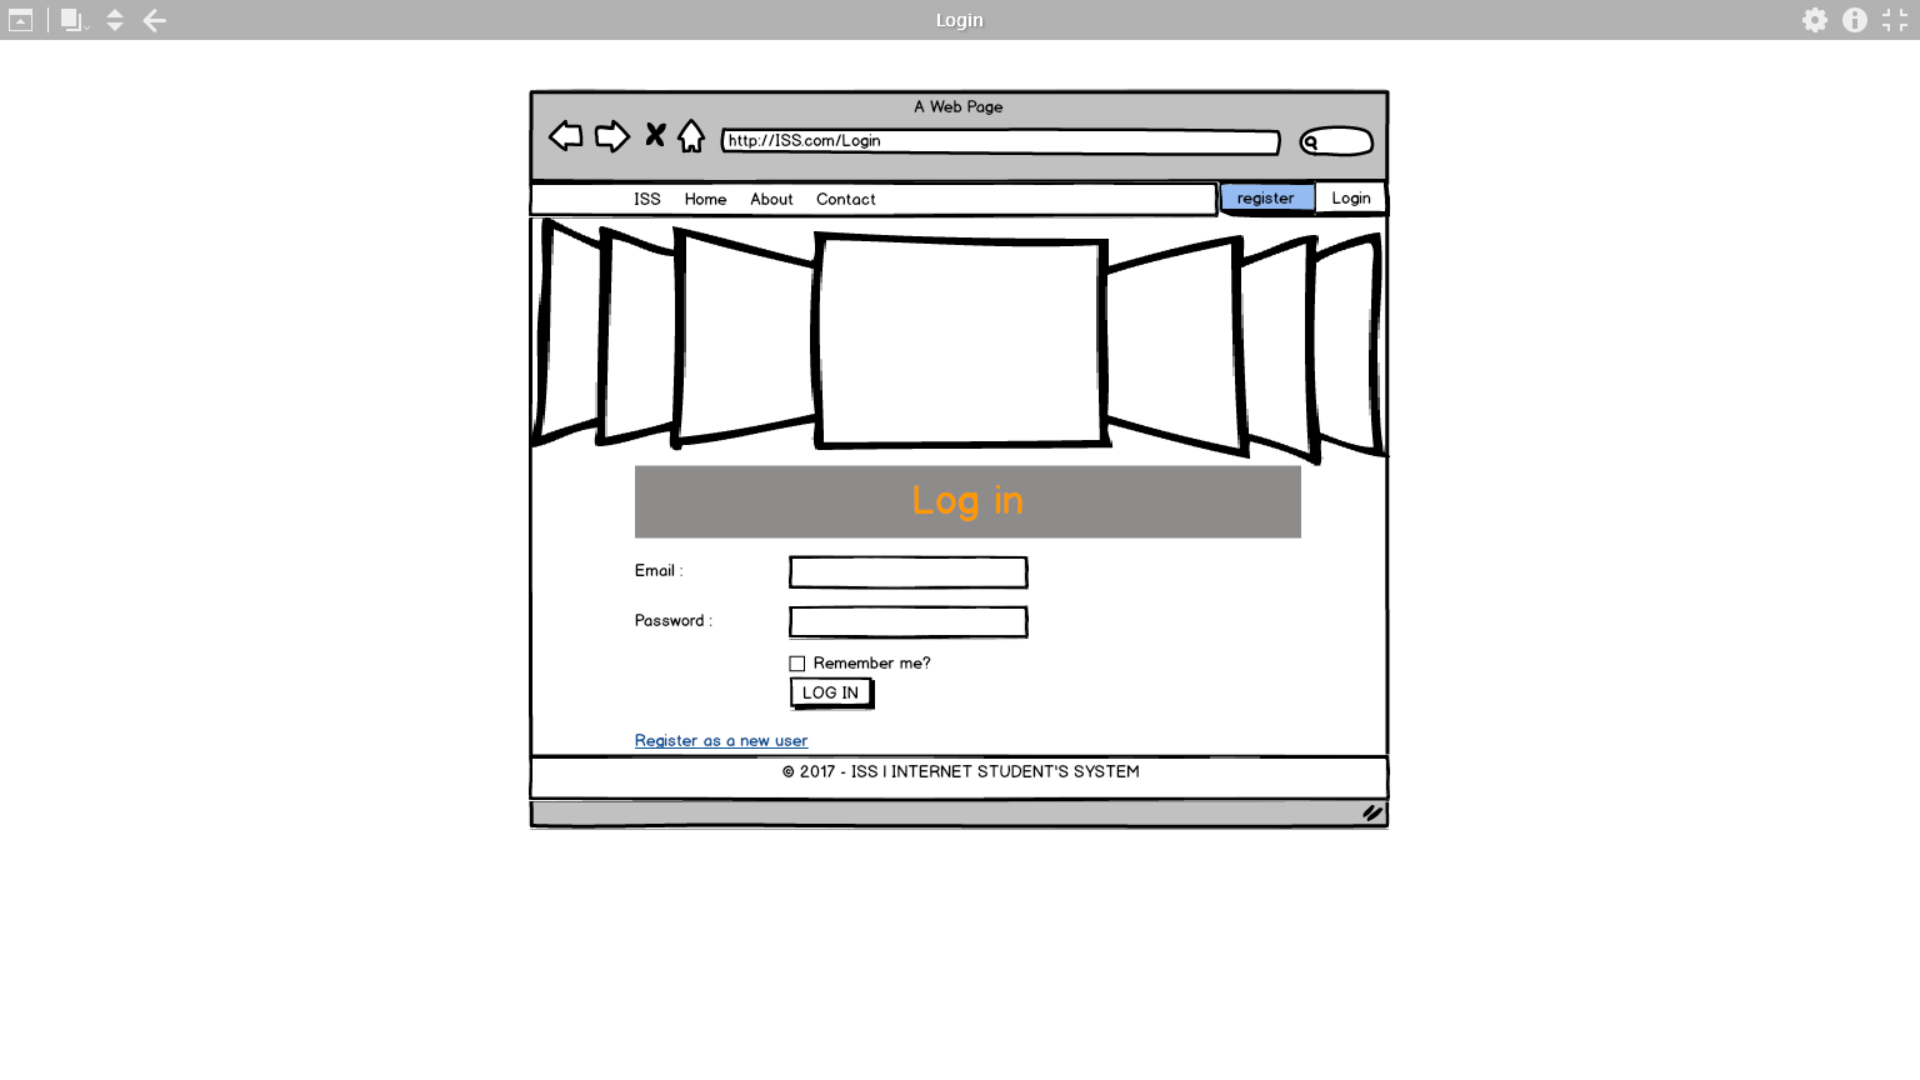 Login
A Web Page
http://ISS.com/Login
ISS Home About Contact register Login
Log in
Email :
Password :
Remember me?
LOG IN
Register as a new user
© 2017 - ISS | INTERNET STUDENT'S SYSTEM